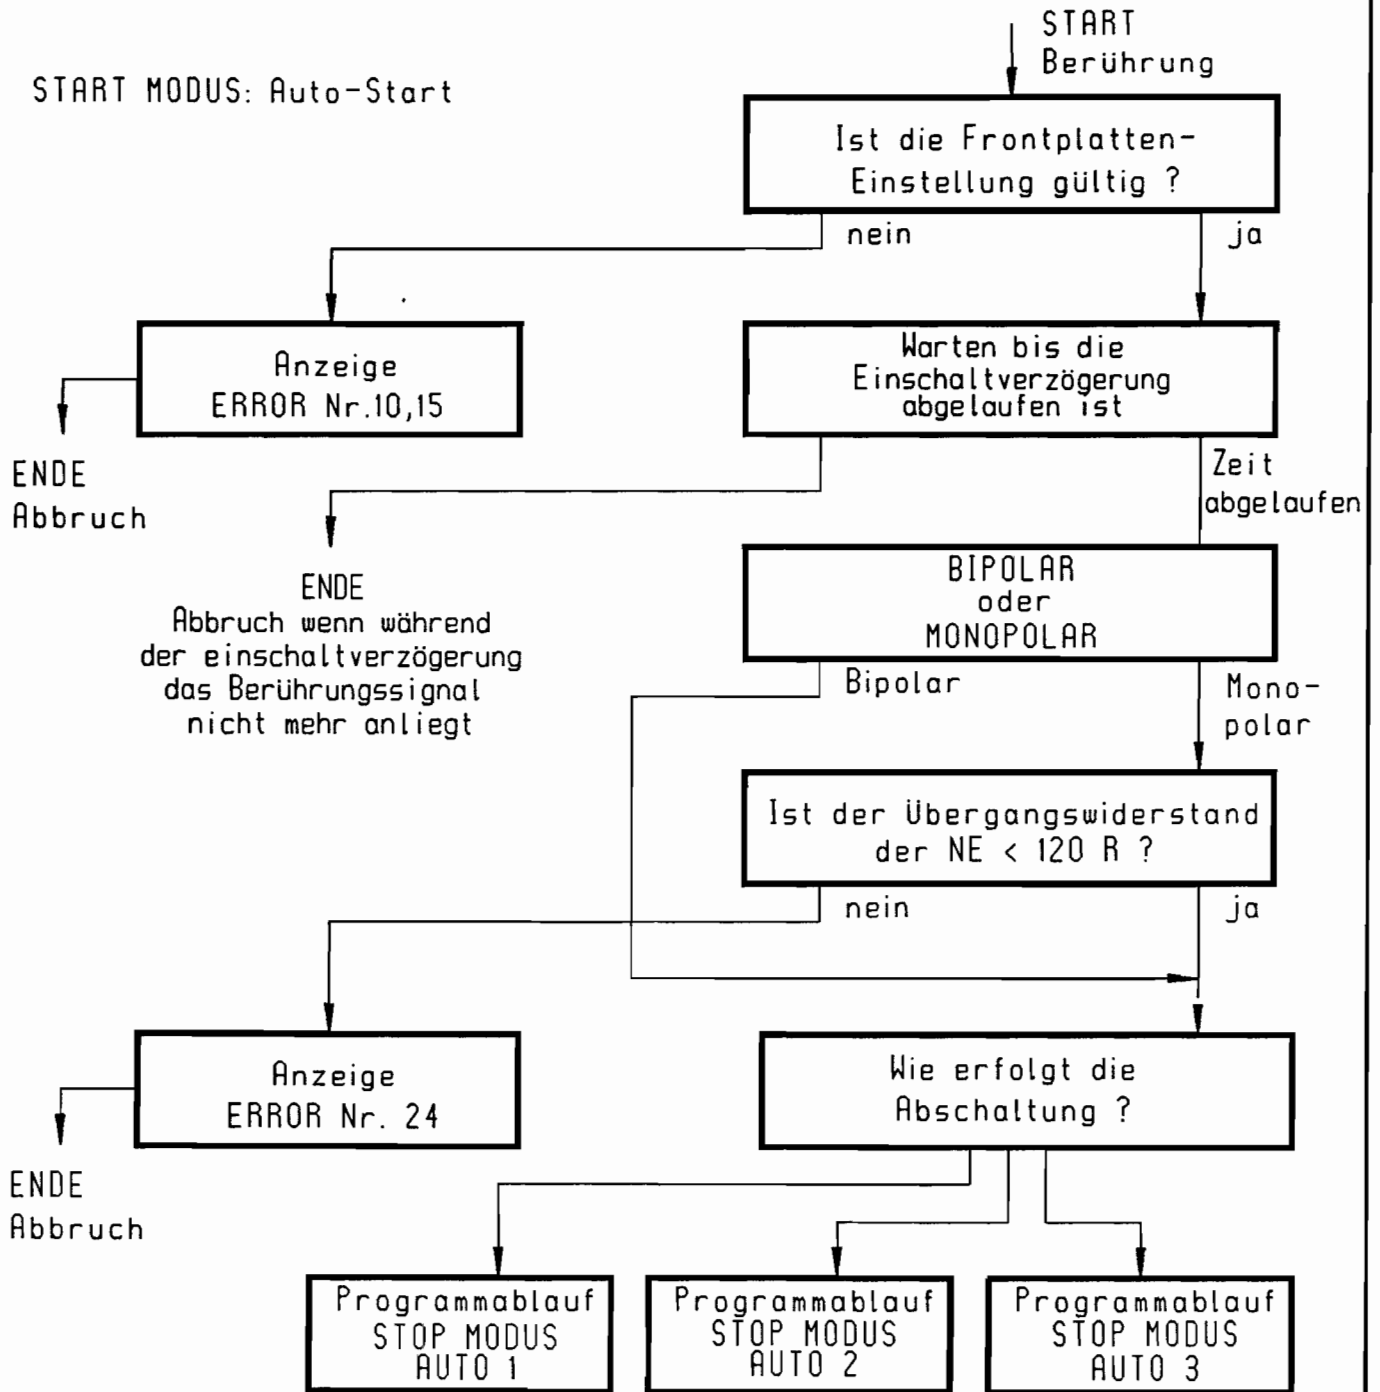 START
Berührung
START MODUS: Auto-Start
Ist die Frontplatten-
Einstellung gültig ?
nein
ja
Anzeige
ERROR Nr.10,15
Warten bis die
Einschaltverzögerung
abgelaufen ist
ENDE
Abbruch
Zeit
abgelaufen
ENDE
Abbruch wenn während
der einschaltverzögerung
das Berührungssignal
nicht mehr anliegt
BIPOLAR
oder
MONOPOLAR
Bipolar
Mono-
polar
Ist der Übergangswiderstand
der NE < 120 R ?
nein
ja
Anzeige
ERROR Nr. 24
Wie erfolgt die
Abschaltung ?
ENDE
Abbruch
Programmablauf
STOP MODUS
AUTO 1
Programmablauf
STOP MODUS
AUTO 2
Programmablauf
STOP MODUS
AUTO 3